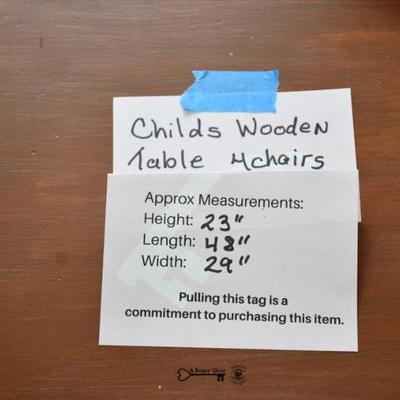 Childs Wooden
Table 4chairs
Approx Measurements:
Height: 23"
Length: 48"
Width: 29"
Pulling this tag is a
commitment to purchasing this item.